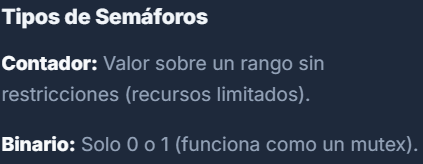 Tipos de Semáforos
Contador: Valor sobre un rango sin
restricciones (recursos limitados).
Binario: Solo 0 o 1 (funciona como un mutex).